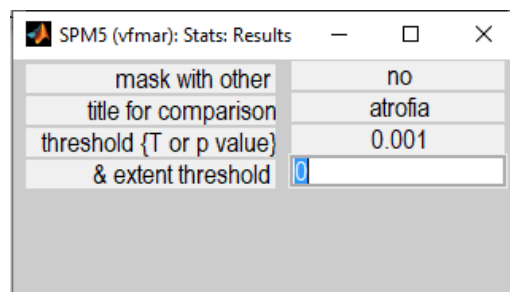 SPM5 (vfmar): Stats: Results
mask with other no
title for comparison atrofia
threshold {T or p value} 0.001
& extent threshold 0